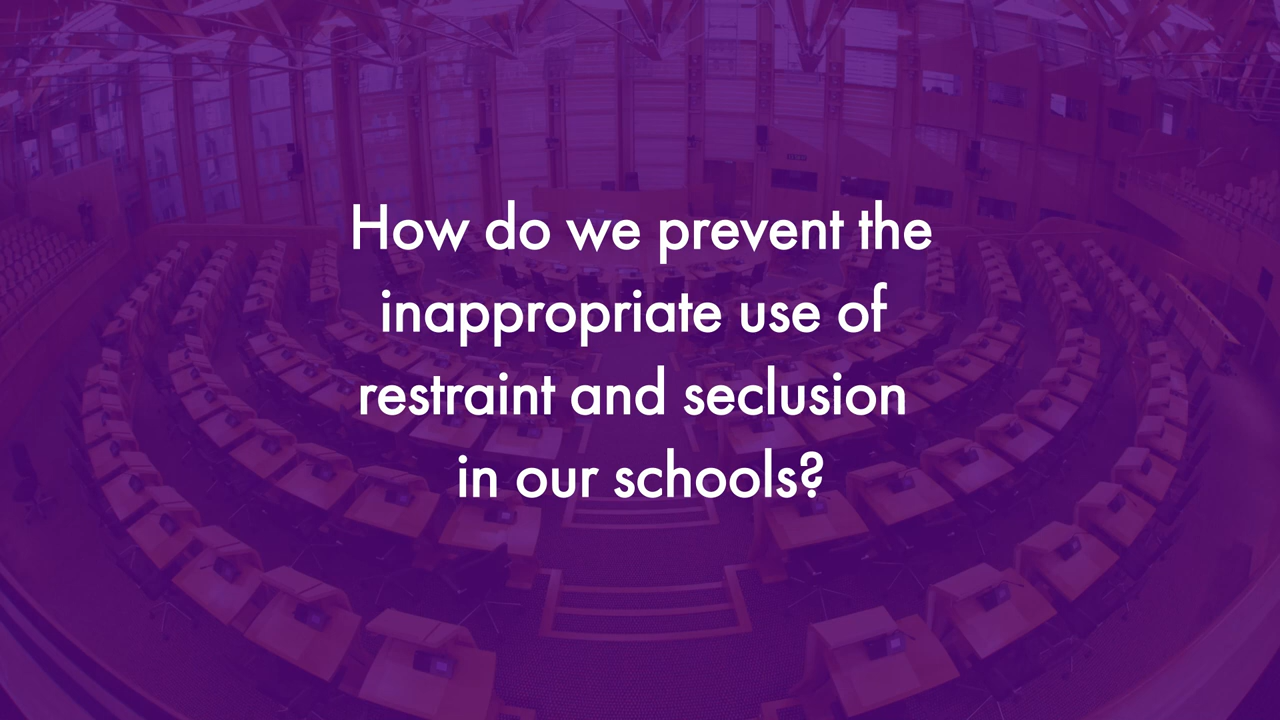 How do we prevent the
inappropriate use of
restraint and seclusion
in our schools?